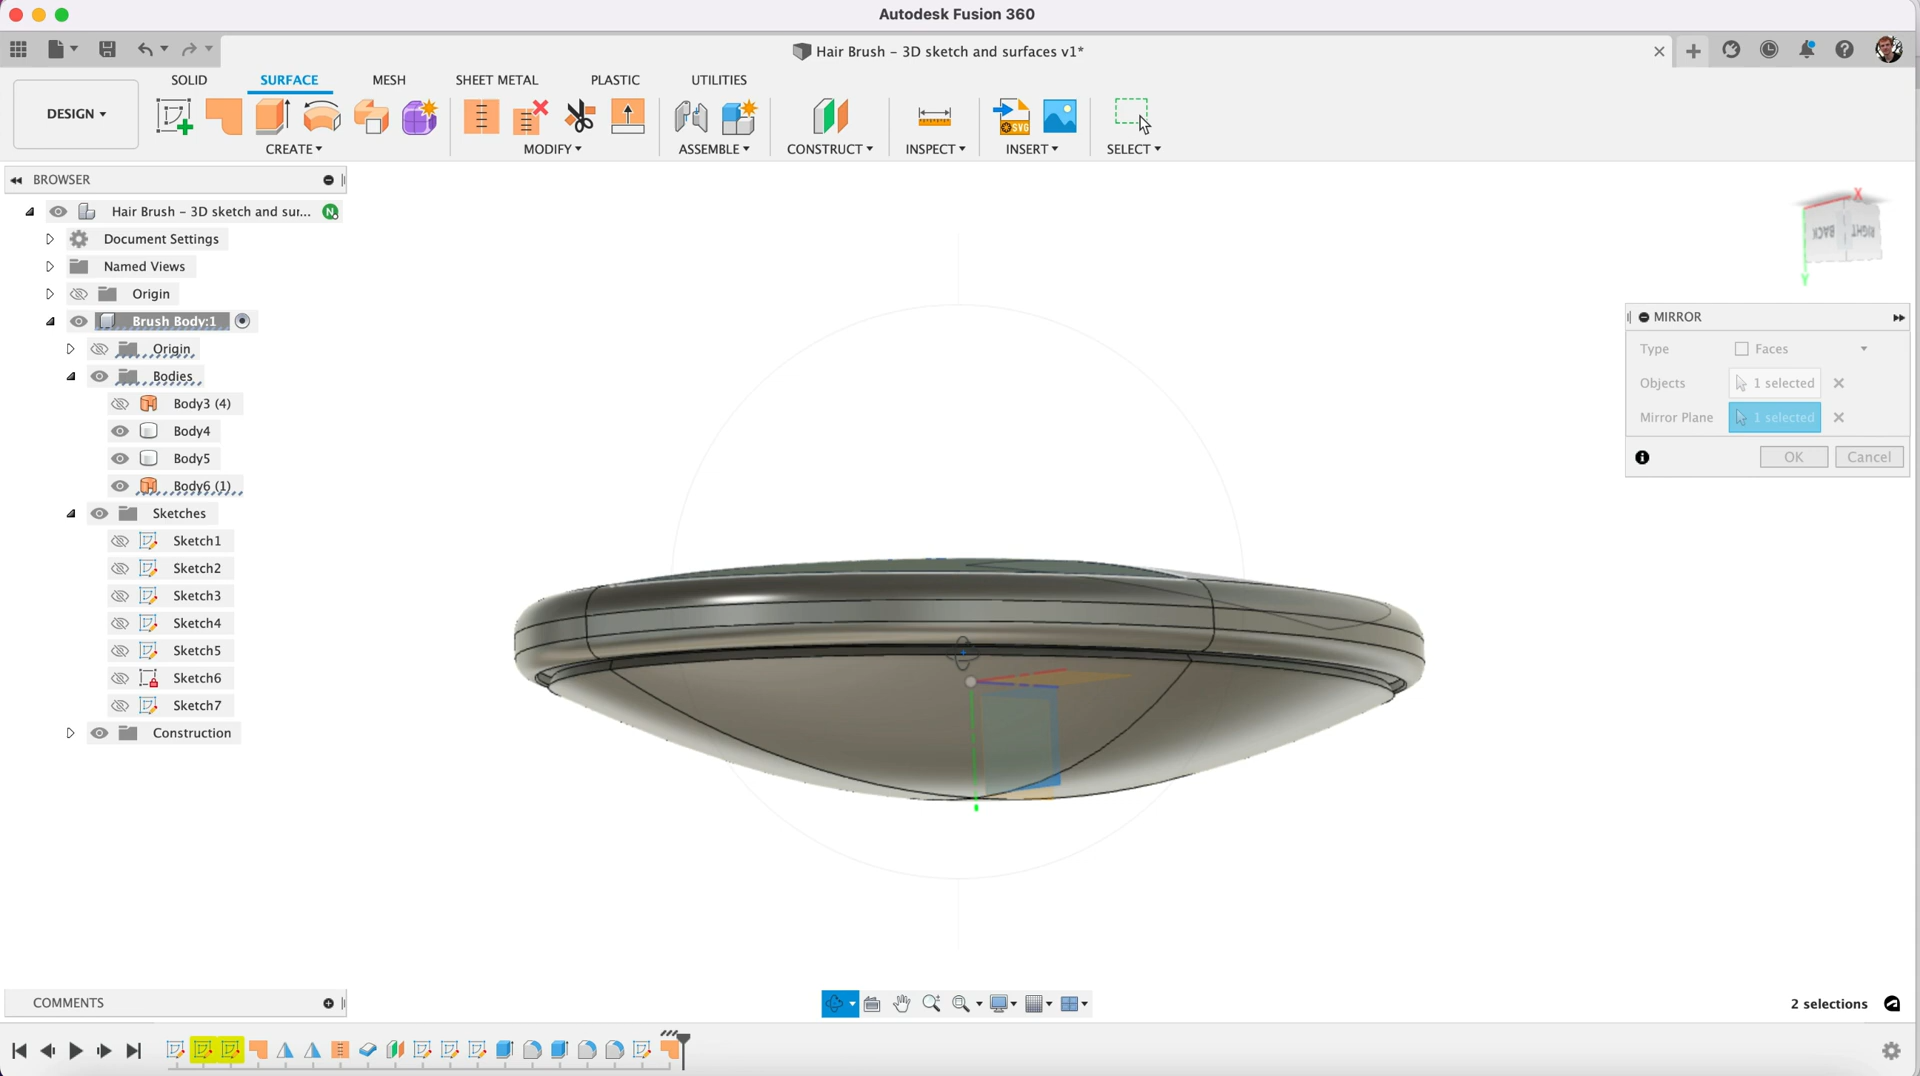 Autodesk Fusion 360
Hair Brush – 3D sketch and surfaces v1*
SOLID SURFACE MESH SHEET METAL PLASTIC UTILITIES
DESIGN
SVG
CREATE MODIFY ASSEMBLE CONSTRUCT INSPECT INSERT SELECT
BROWSER
Hair Brush – 3D sketch and sur... N
Document Settings
Named Views
Origin
Brush Body:1
Origin
Bodies
Body3 (4)
Body4
Body5
Body6 (1)
Sketches
Sketch1
Sketch2
Sketch3
Sketch4
Sketch5
Sketch6
Sketch7
Construction
X
BACK RIGHT
Y
MIRROR
Type Faces
Objects 1 selected
Mirror Plane 1 selected
OK Cancel
COMMENTS
2 selections